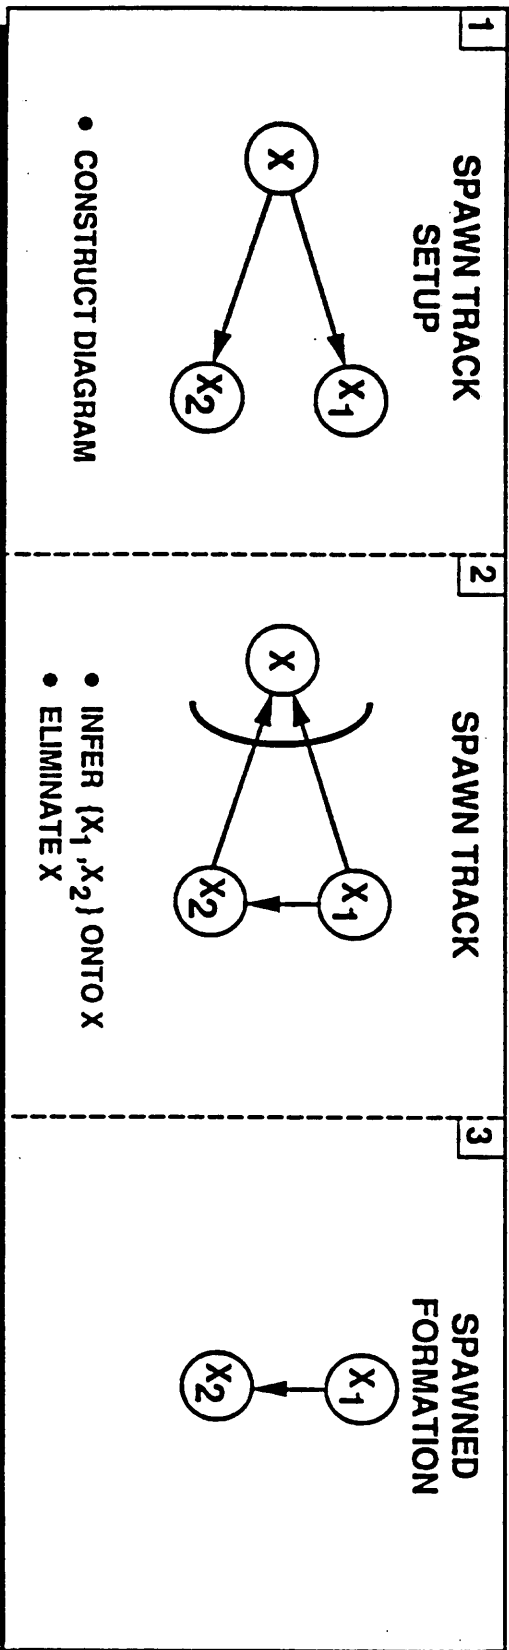 1
SPAWN TRACK
SETUP
X
X1
X2
• CONSTRUCT DIAGRAM
2
SPAWN TRACK
X
X1
X2
• INFER {X1, X2} ONTO X
• ELIMINATE X
3
SPAWNED
FORMATION
X1
X2